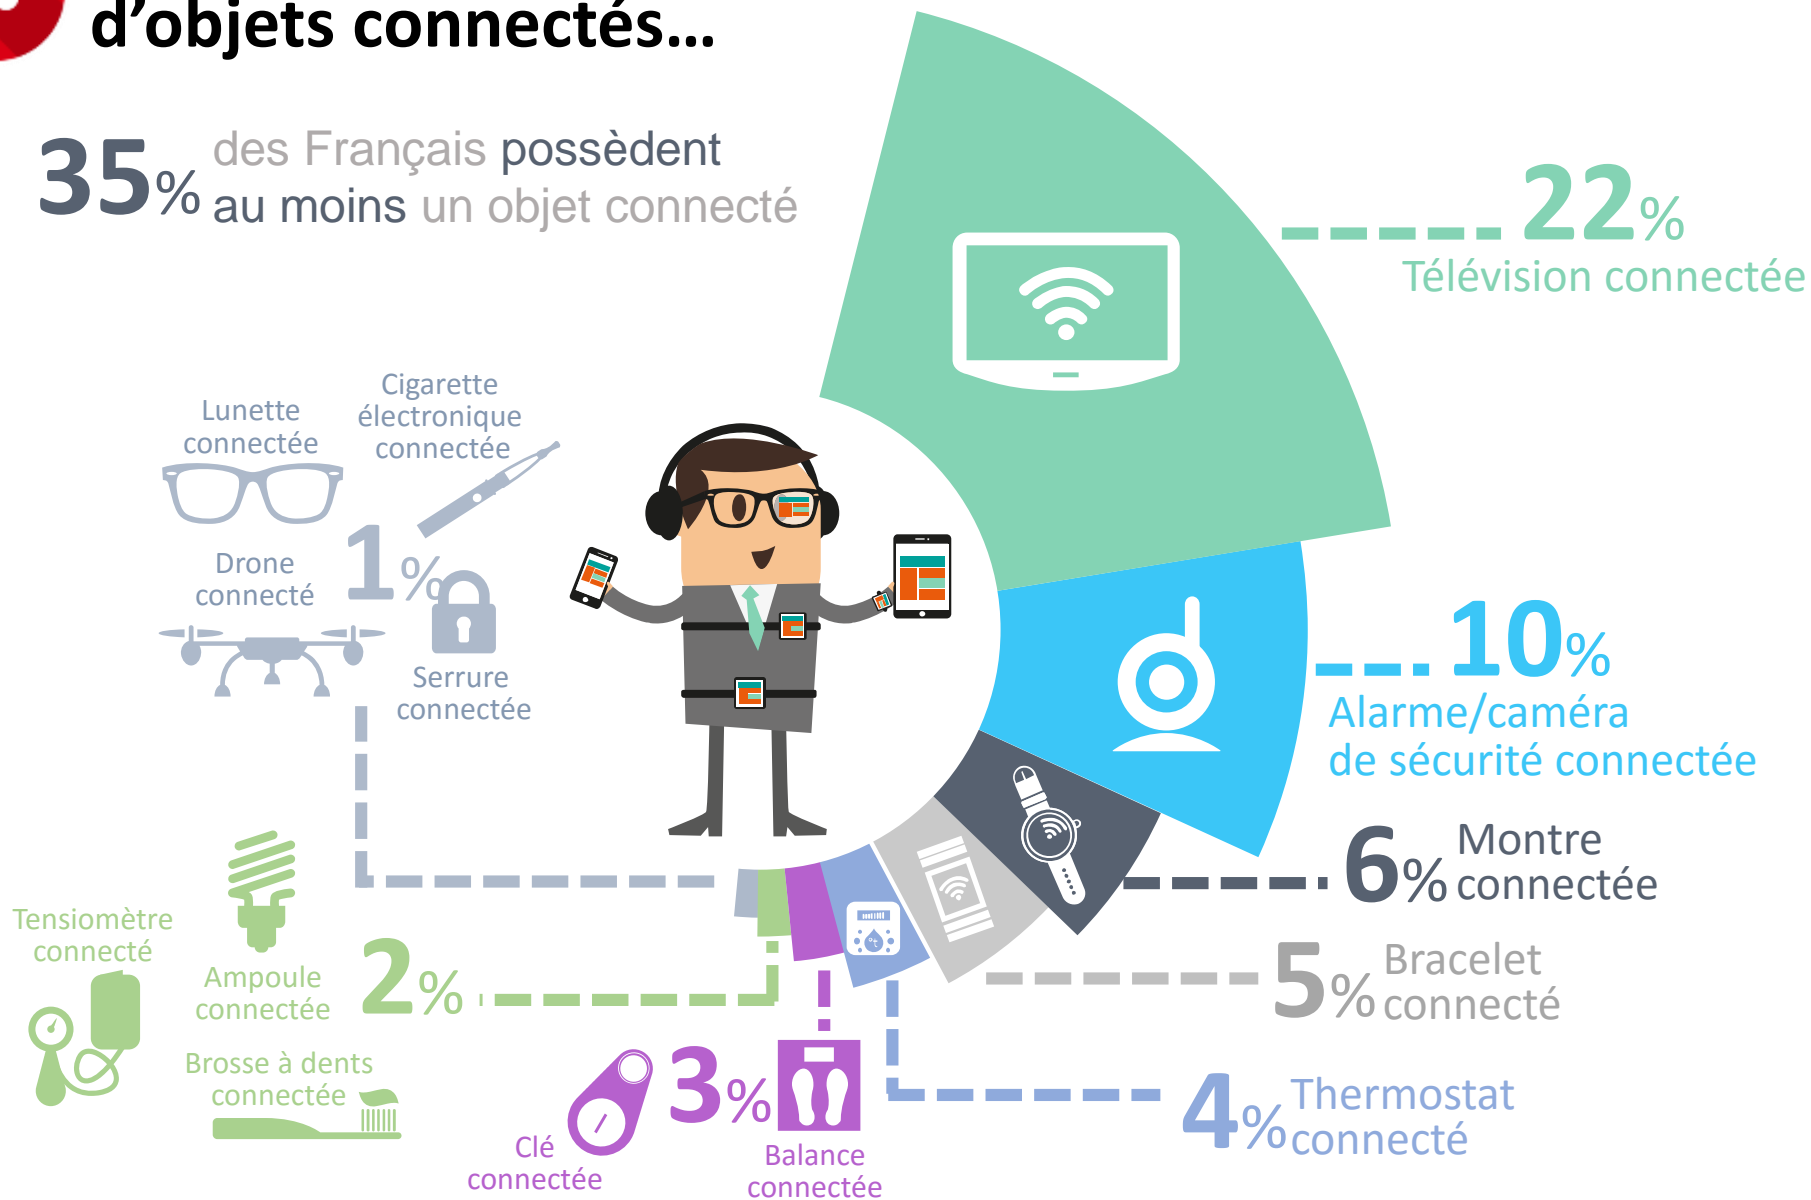 d’objets connectés…
35% des Français possèdent
au moins un objet connecté
22%
Télévision connectée
10%
Alarme/caméra
de sécurité connectée
6% Montre
connectée
5% Bracelet
connecté
4% Thermostat
connecté
3%
Clé
connectée
Balance
connectée
2%
Tensiomètre
connecté
Ampoule
connectée
Brosse à dents
connectée
1%
Lunette
connectée
Cigarette
électronique
connectée
Drone
connecté
Serrure
connectée